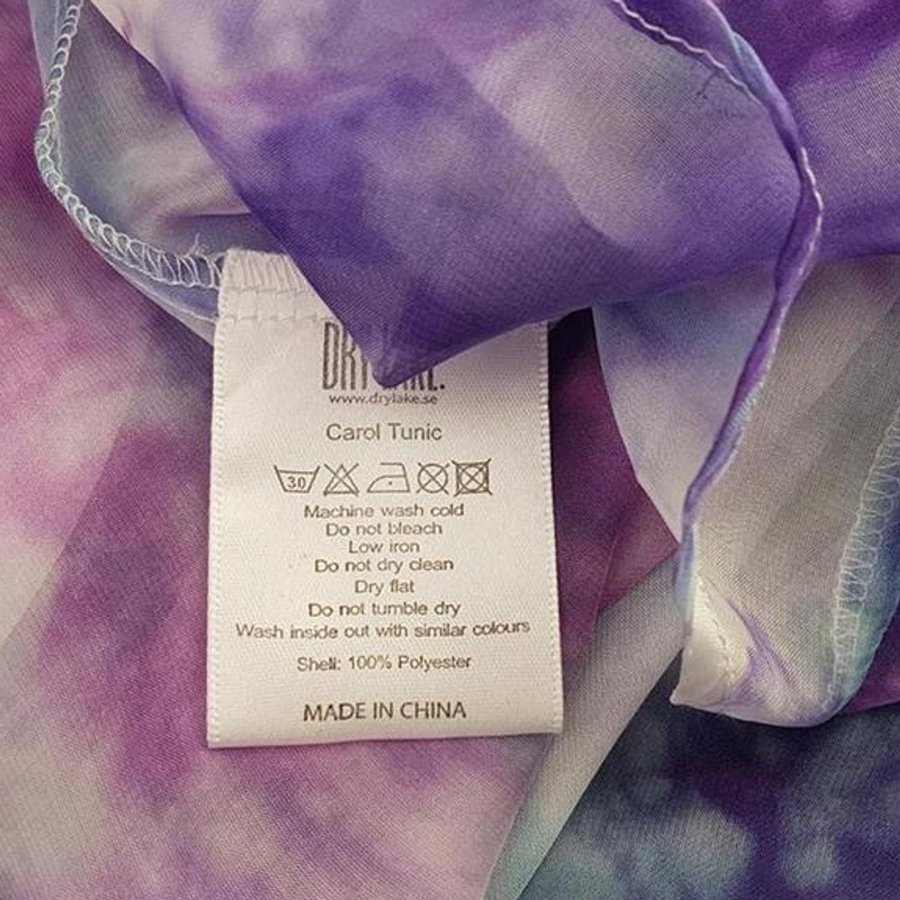 www.drylake.se
Carol Tunic
30
Machine wash cold
Do not bleach
Low iron
Do not dry clean
Dry flat
Do not tumble dry
Wash inside out with similar colours
Shell: 100% Polyester
MADE IN CHINA